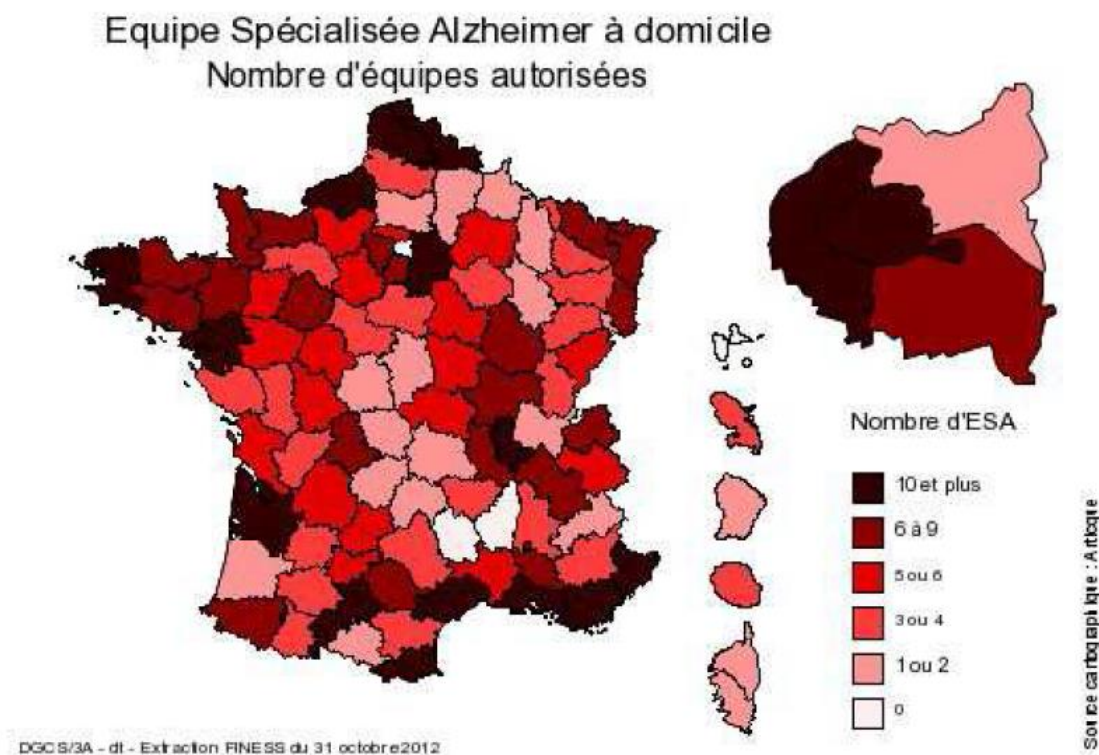 Equipe Spécialisée Alzheimer à domicile
Nombre d'équipes autorisées
Nombre d'ESA
10 et plus
6 à 9
5 ou 6
3 ou 4
1 ou 2
0
Source cartographique : Articque
DGCS/3A - dt - Extraction FINESS du 31 octobre 2012